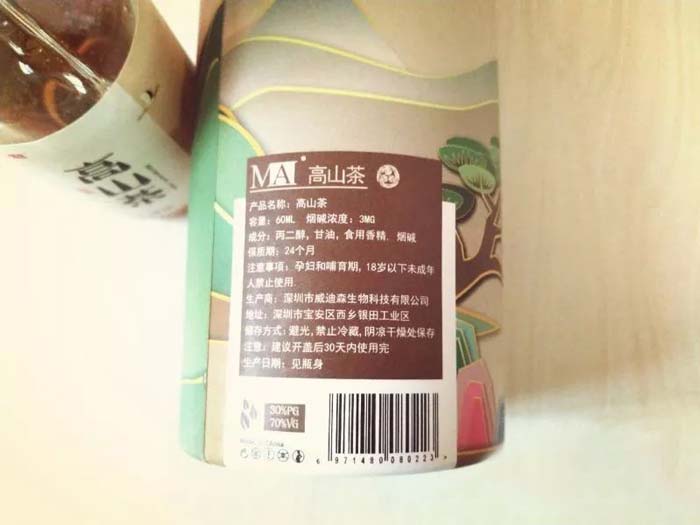 MA 高山茶
产品名称：高山茶
容量：60ML 烟碱浓度：3MG
成分：丙二醇，甘油，食用香精．烟碱
保质期：24个月
注意事项：孕妇和哺育期，18岁以下未成年
人禁止使用．
生产商：深圳市威迪森生物科技有限公司
地址：深圳市宝安区西乡银田工业区
储存方式：避光，禁止冷藏，阴凉干燥处保存
注意：建议开盖后30天内使用完
生产日期：见瓶身
30%PG
70%VG
6 971480 080223 >
高山茶